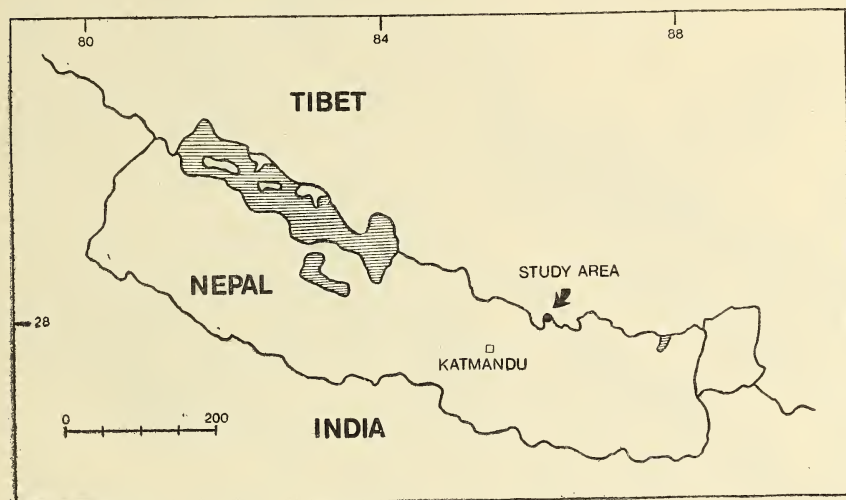 80 84 88
TIBET
STUDY AREA
NEPAL
28
KATMANDU
0 200
INDIA